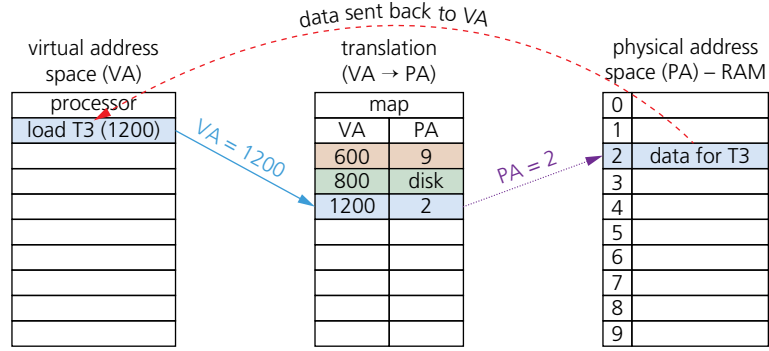 data sent back to VA
virtual address
space (VA)
translation
(VA → PA)
physical address
space (PA) – RAM
processor
load T3 (1200)
VA = 1200
map
VA PA
600 9
800 disk
1200 2
PA = 2
0
1
2 data for T3
3
4
5
6
7
8
9